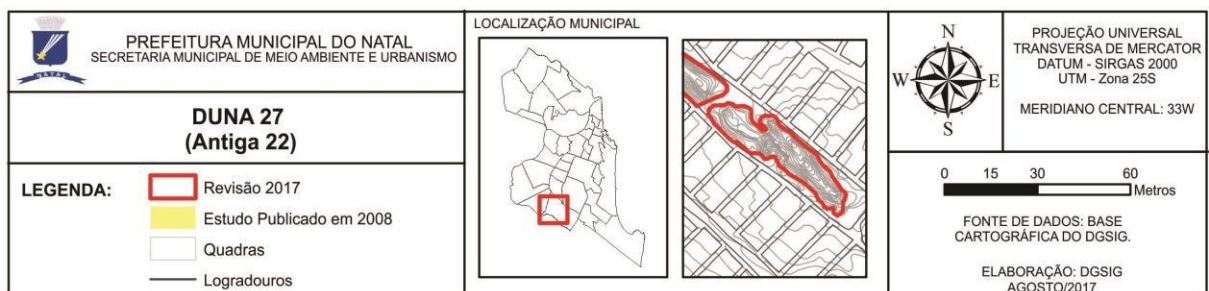 PREFEITURA MUNICIPAL DO NATAL
SECRETARIA MUNICIPAL DE MEIO AMBIENTE E URBANISMO
NATAL
DUNA 27
(Antiga 22)
LEGENDA:
Revisão 2017
Estudo Publicado em 2008
Quadras
Logradouros
LOCALIZAÇÃO MUNICIPAL
N
W
E
S
PROJEÇÃO UNIVERSAL
TRANSVERSA DE MERCATOR
DATUM - SIRGAS 2000
UTM - Zona 25S
MERIDIANO CENTRAL: 33W
0 15 30 60
Metros
FONTE DE DADOS: BASE
CARTOGRÁFICA DO DGSIG.
ELABORAÇÃO: DGSIG
AGOSTO/2017